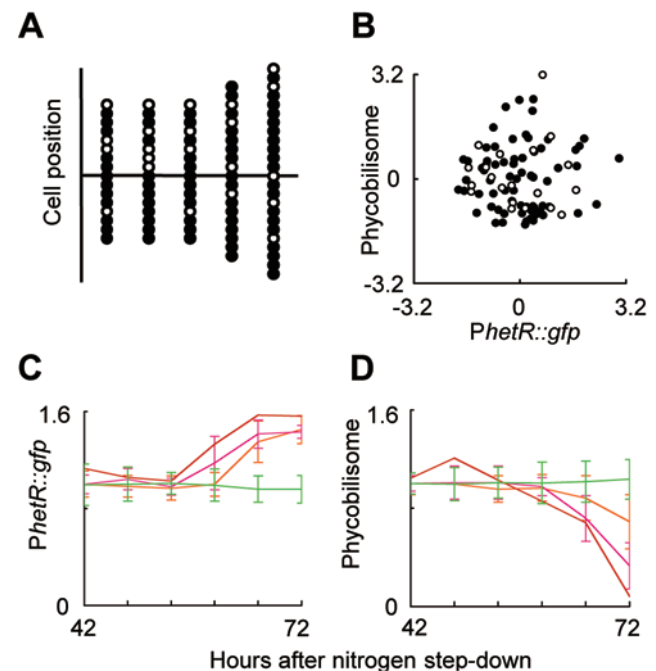 A
Cell position
B
Phycobilisome
3.2
0
-3.2
-3.2
0
3.2
PhetR::gfp
C
PhetR::gfp
1.6
0
42
72
D
Phycobilisome
1.6
0
42
72
Hours after nitrogen step-down